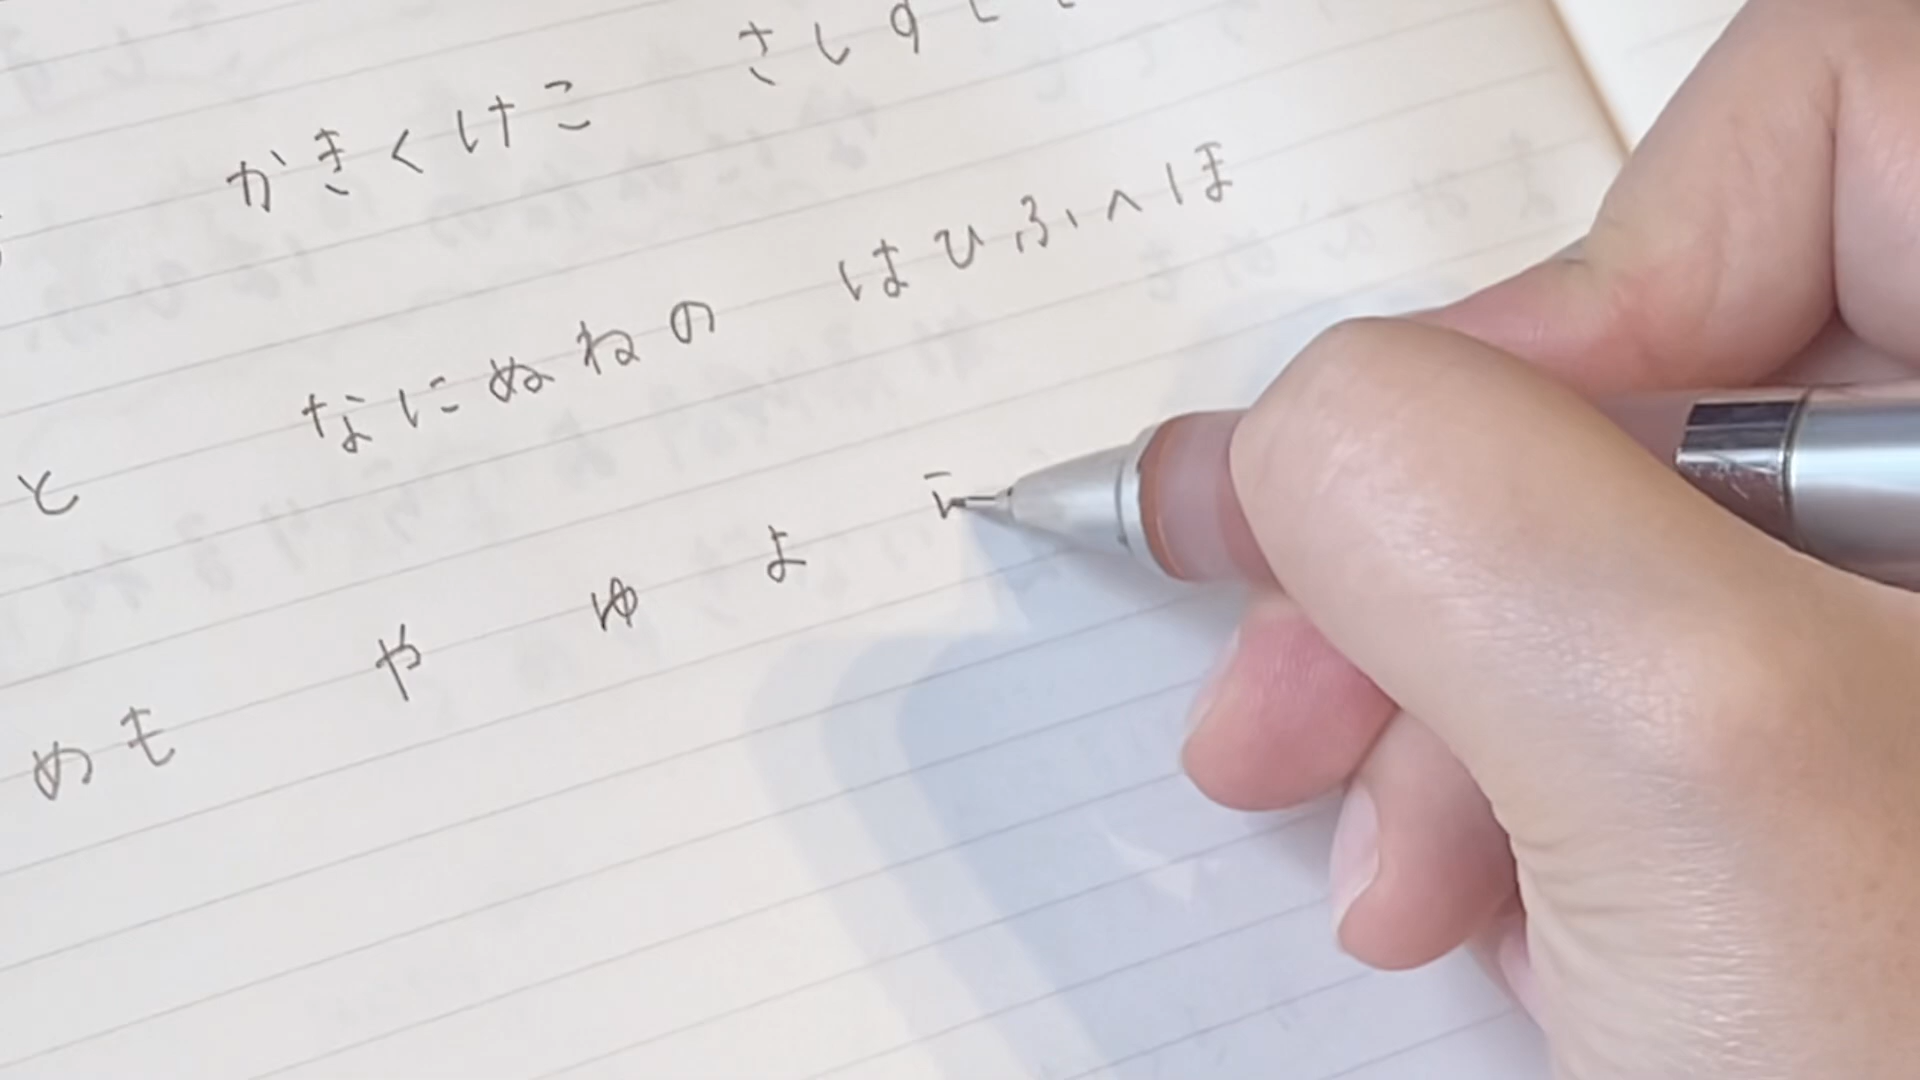 かきくけこ さしす
と なにぬねの はひふへほ
めも や ゆ よ